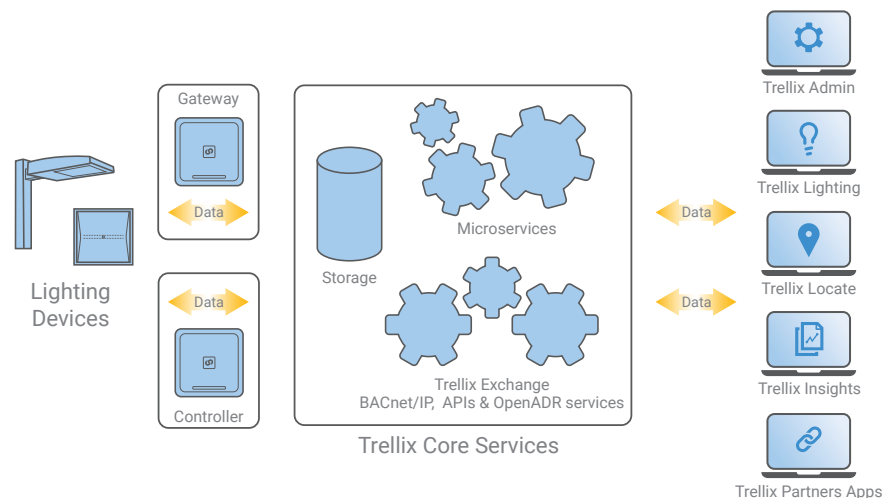 Gateway
Data
Lighting
Devices
Data
Controller
Storage
Microservices
Trellix Exchange
BACnet/IP, APIs & OpenADR services
Trellix Core Services
Data
Data
Trellix Admin
Trellix Lighting
Trellix Locate
Trellix Insights
Trellix Partners Apps